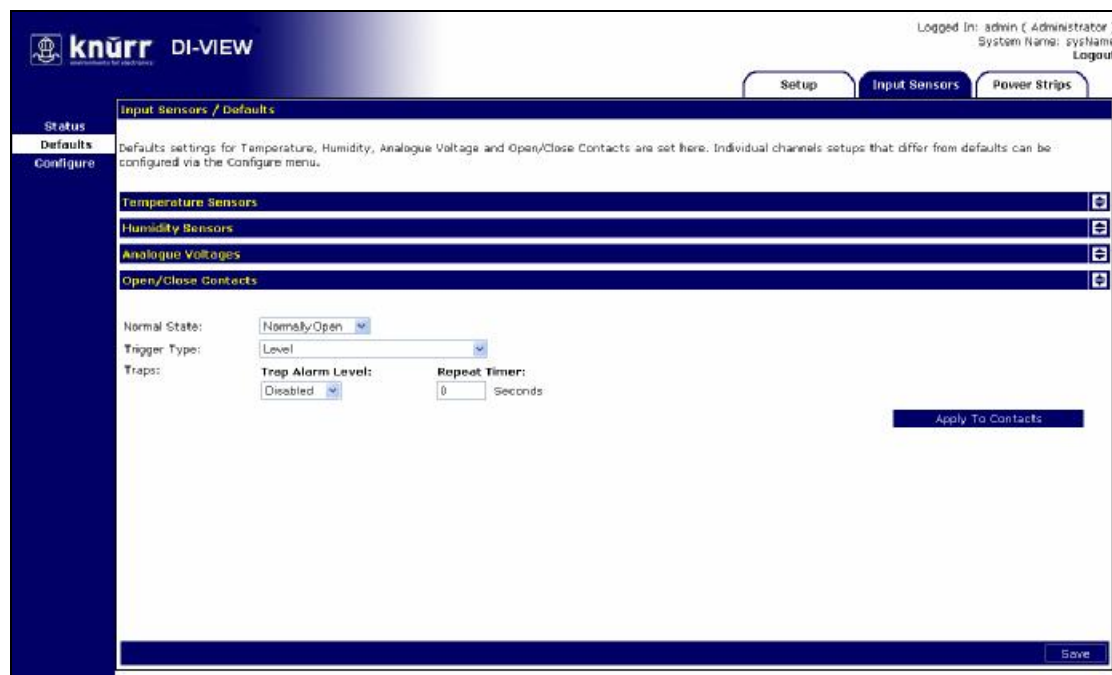 knürr DI-VIEW
Logged In: admin ( Administrator )
System Name: sysName
Logout
Setup
Input Sensors
Power Strips
Status
Defaults
Configure
Input Sensors / Defaults
Defaults settings for Temperature, Humidity, Analogue Voltage and Open/Close Contacts are set here. Individual channels setups that differ from defaults can be
configured via the Configure menu.
Temperature Sensors
Humidity Sensors
Analogue Voltages
Open/Close Contacts
Normal State: Normally Open
Trigger Type: Level
Traps: Trap Alarm Level: Repeat Timer:
Disabled 0 Seconds
Apply To Contacts
Save